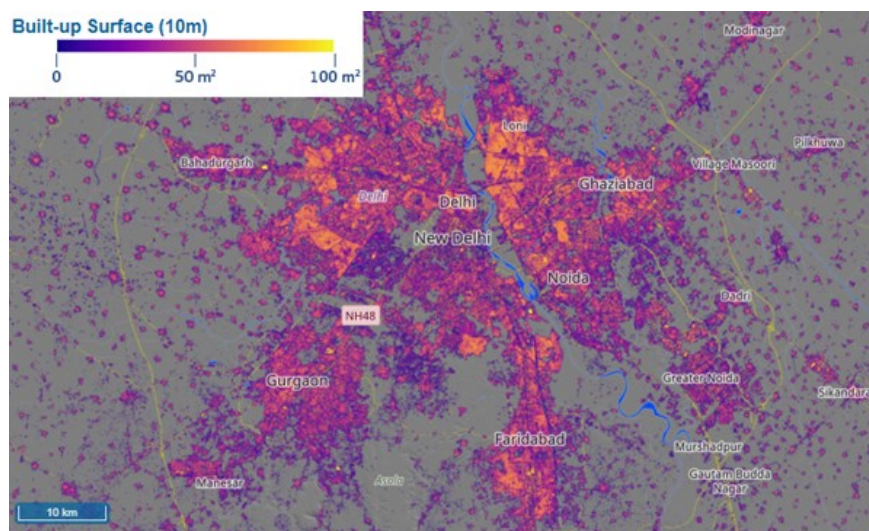 Built-up Surface (10m)
0 50 m² 100 m²
Modinagar
Loni
Pilkhuwa
Bahadurgarh
Village Masoori
Ghaziabad
Delhi
Delhi
New Delhi
Noida
Dadri
NH48
Gurgaon
Greater Noida
Sikandara
Faridabad
Murshadpur
Manesar
Asola
Gautam Budda
Nagar
10 km